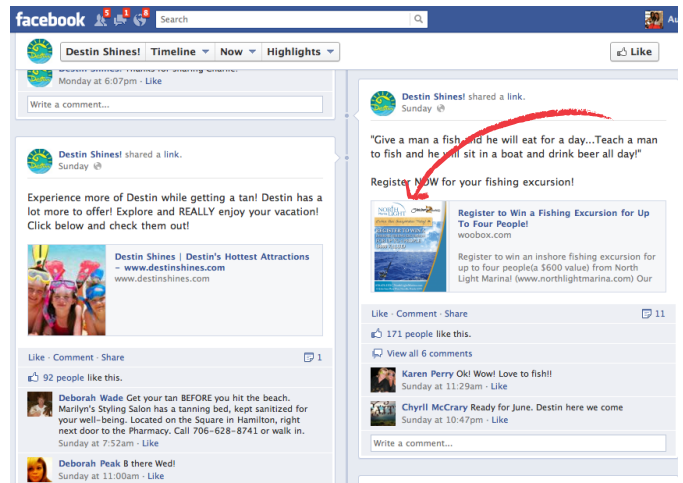 facebook
5
1
8
Search
Au
Destin Shines!
Timeline
Now
Highlights
Like
Monday at 6:07pm · Like
Write a comment...
Destin Shines! shared a link.
Sunday
Experience more of Destin while getting a tan! Destin has a
lot more to offer! Explore and REALLY enjoy your vacation!
Click below and check them out!
Destin Shines | Destin's Hottest Attractions
– www.destinshines.com
www.destinshines.com
Like · Comment · Share
1
92 people like this.
Deborah Wade Get your tan BEFORE you hit the beach.
Marilyn's Styling Salon has a tanning bed, kept sanitized for
your well-being. Located on the Square in Hamilton, right
next door to the Pharmacy. Call 706-628-8741 or walk in.
Sunday at 7:52am · Like
Deborah Peak B there Wed!
Sunday at 11:00am · Like
Destin Shines! shared a link.
Sunday
"Give a man a fish and he will eat for a day...Teach a man
to fish and he will sit in a boat and drink beer all day!"
Register NOW for your fishing excursion!
NORTH
LIGHT
REGISTER TO WIN
Register to Win a Fishing Excursion for Up
To Four People!
woobox.com
Register to win an inshore fishing excursion for
up to four people(a $600 value) from North
Light Marina! (www.northlightmarina.com) Our
Like · Comment · Share
11
171 people like this.
View all 6 comments
Karen Perry Ok! Wow! Love to fish!!
Sunday at 11:29am · Like
Chyrll McCrary Ready for June. Destin here we come
Sunday at 10:47pm · Like
Write a comment...